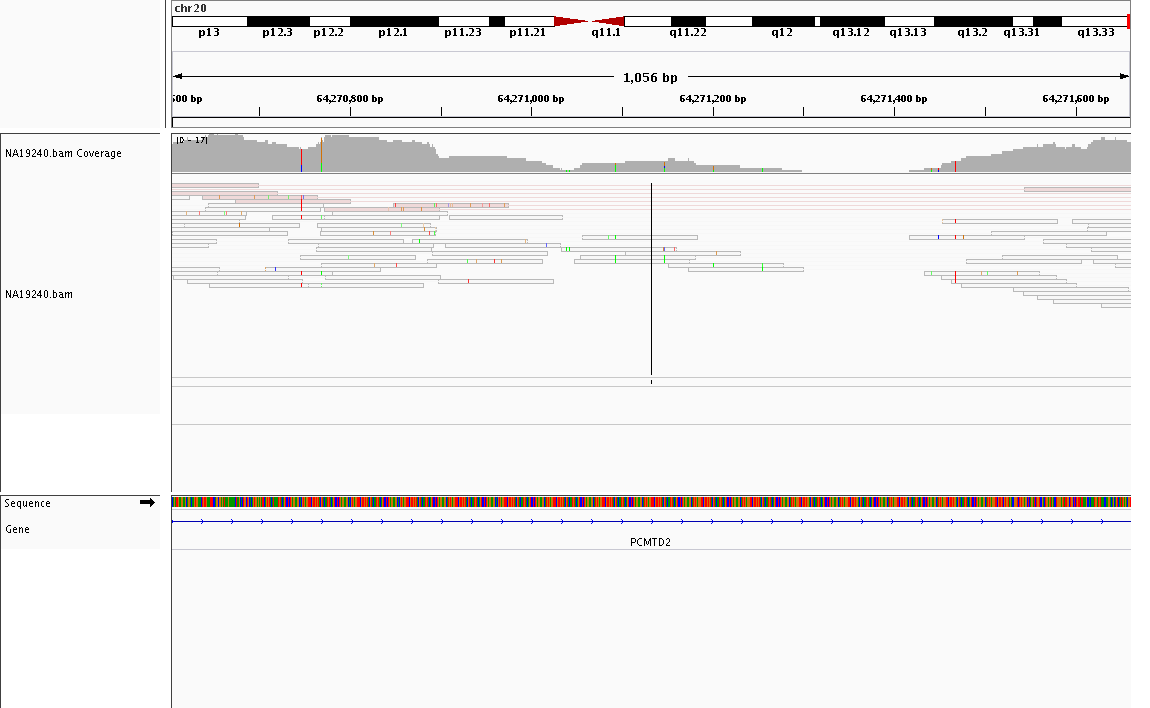 chr20
p13 p12.3 p12.2 p12.1 p11.23 p11.21 q11.1 q11.22 q12 q13.12 q13.13 q13.2 q13.31 q13.33
1,056 bp
500 bp 64,270,800 bp 64,271,000 bp 64,271,200 bp 64,271,400 bp 64,271,600 bp
[0 - 17]
NA19240.bam Coverage
NA19240.bam
Sequence
Gene
PCMTD2